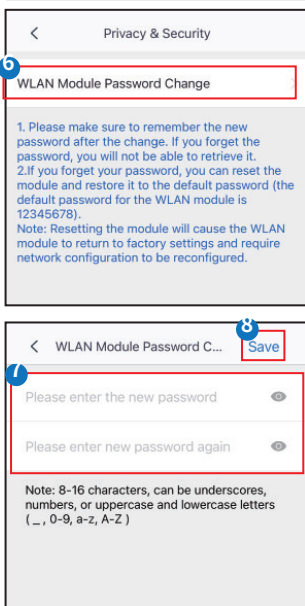 Privacy & Security
6
WLAN Module Password Change
1. Please make sure to remember the new
password after the change. If you forget the
password, you will not be able to retrieve it.
2.If you forget your password, you can reset the
module and restore it to the default password (the
default password for the WLAN module is
12345678).
Note: Resetting the module will cause the WLAN
module to return to factory settings and require
network configuration to be reconfigured.
8
WLAN Module Password C... Save
7
Please enter the new password
Please enter new password again
Note: 8-16 characters, can be underscores,
numbers, or uppercase and lowercase letters
( _ , 0-9, a-z, A-Z )